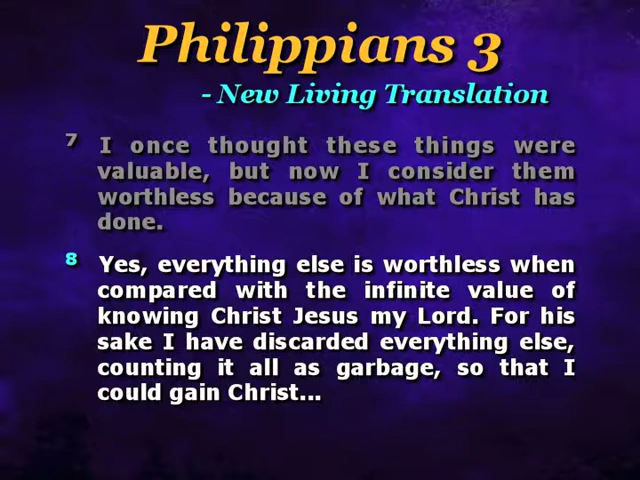 Philippians 3
- New Living Translation
7 I once thought these things were
valuable, but now I consider them
worthless because of what Christ has
done.
8 Yes, everything else is worthless when
compared with the infinite value of
knowing Christ Jesus my Lord. For his
sake I have discarded everything else,
counting it all as garbage, so that I
could gain Christ...